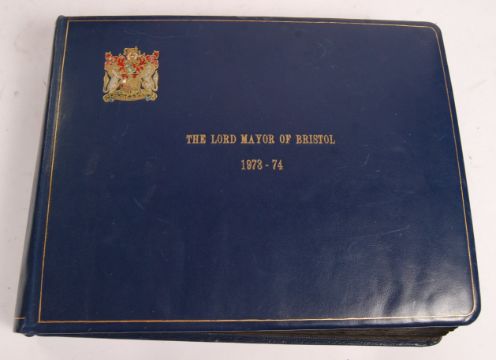 THE LORD MAYOR OF BRISTOL
1973 - 74